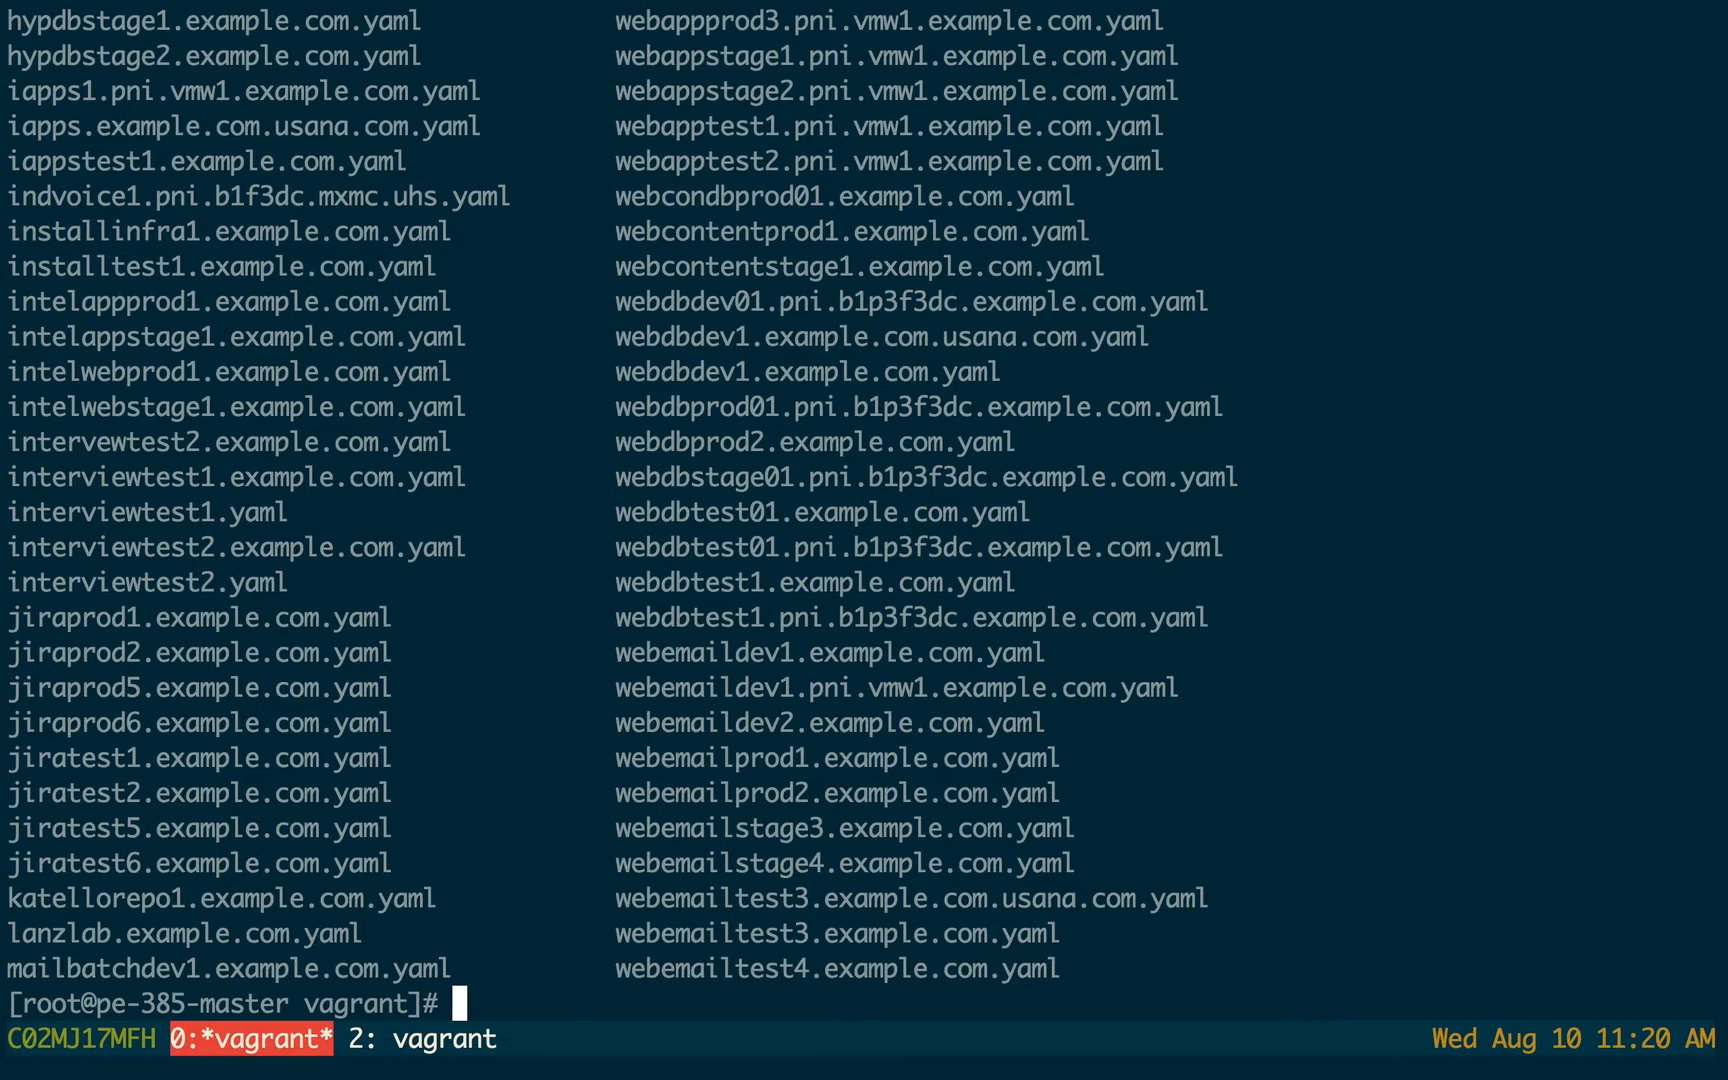 hypdbstage1.example.com.yaml webappprod3.pni.vmw1.example.com.yaml
hypdbstage2.example.com.yaml webappstage1.pni.vmw1.example.com.yaml
iapps1.pni.vmw1.example.com.yaml webappstage2.pni.vmw1.example.com.yaml
iapps.example.com.usana.com.yaml webapptest1.pni.vmw1.example.com.yaml
iappstest1.example.com.yaml webapptest2.pni.vmw1.example.com.yaml
indvoice1.pni.b1f3dc.mxmc.uhs.yaml webcondbprod01.example.com.yaml
installinfra1.example.com.yaml webcontentprod1.example.com.yaml
installtest1.example.com.yaml webcontentstage1.example.com.yaml
intelappprod1.example.com.yaml webdbdev01.pni.b1p3f3dc.example.com.yaml
intelappstage1.example.com.yaml webdbdev1.example.com.usana.com.yaml
intelwebprod1.example.com.yaml webdbdev1.example.com.yaml
intelwebstage1.example.com.yaml webdbprod01.pni.b1p3f3dc.example.com.yaml
intervewtest2.example.com.yaml webdbprod2.example.com.yaml
interviewtest1.example.com.yaml webdbstage01.pni.b1p3f3dc.example.com.yaml
interviewtest1.yaml webdbtest01.example.com.yaml
interviewtest2.example.com.yaml webdbtest01.pni.b1p3f3dc.example.com.yaml
interviewtest2.yaml webdbtest1.example.com.yaml
jiraprod1.example.com.yaml webdbtest1.pni.b1p3f3dc.example.com.yaml
jiraprod2.example.com.yaml webemaildev1.example.com.yaml
jiraprod5.example.com.yaml webemaildev1.pni.vmw1.example.com.yaml
jiraprod6.example.com.yaml webemaildev2.example.com.yaml
jiratest1.example.com.yaml webemailprod1.example.com.yaml
jiratest2.example.com.yaml webemailprod2.example.com.yaml
jiratest5.example.com.yaml webemailstage3.example.com.yaml
jiratest6.example.com.yaml webemailstage4.example.com.yaml
katellorepo1.example.com.yaml webemailtest3.example.com.usana.com.yaml
lanzlab.example.com.yaml webemailtest3.example.com.yaml
mailbatchdev1.example.com.yaml webemailtest4.example.com.yaml
[root@pe-385-master vagrant]#
C02MJ17MFH 0:*vagrant* 2: vagrant Wed Aug 10 11:20 AM